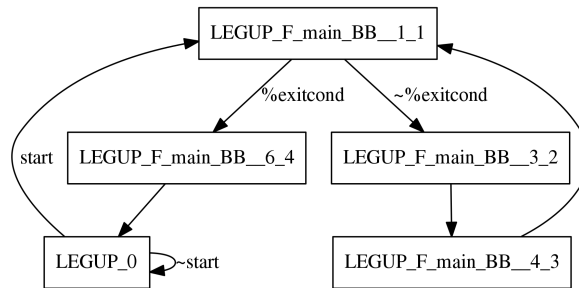 LEGUP_F_main_BB__1_1
%exitcond
~%exitcond
LEGUP_F_main_BB__6_4
LEGUP_F_main_BB__3_2
start
LEGUP_0
~start
LEGUP_F_main_BB__4_3